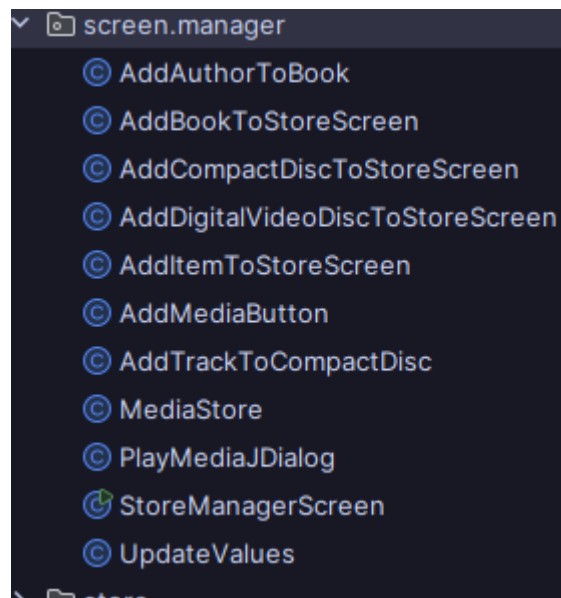 screen.manager
AddAuthorToBook
AddBookToStoreScreen
AddCompactDiscToStoreScreen
AddDigitalVideoDiscToStoreScreen
AddItemToStoreScreen
AddMediaButton
AddTrackToCompactDisc
MediaStore
PlayMediaJDialog
StoreManagerScreen
UpdateValues